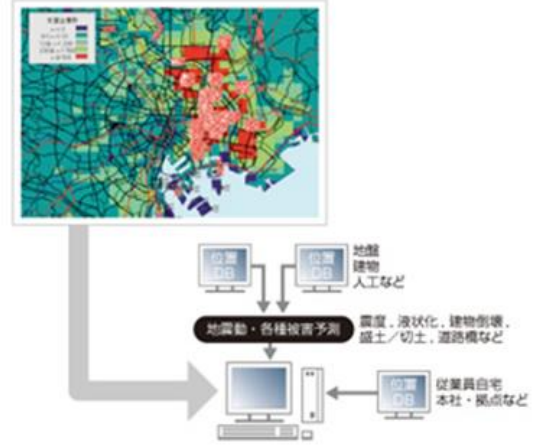 位置
DB
位置
DB
地盤
建物
人工など
地震動・各種被害予測
震度，液状化，建物倒壊，
盛土／切土，道路橋など
位置
DB
従業員自宅
本社・拠点など